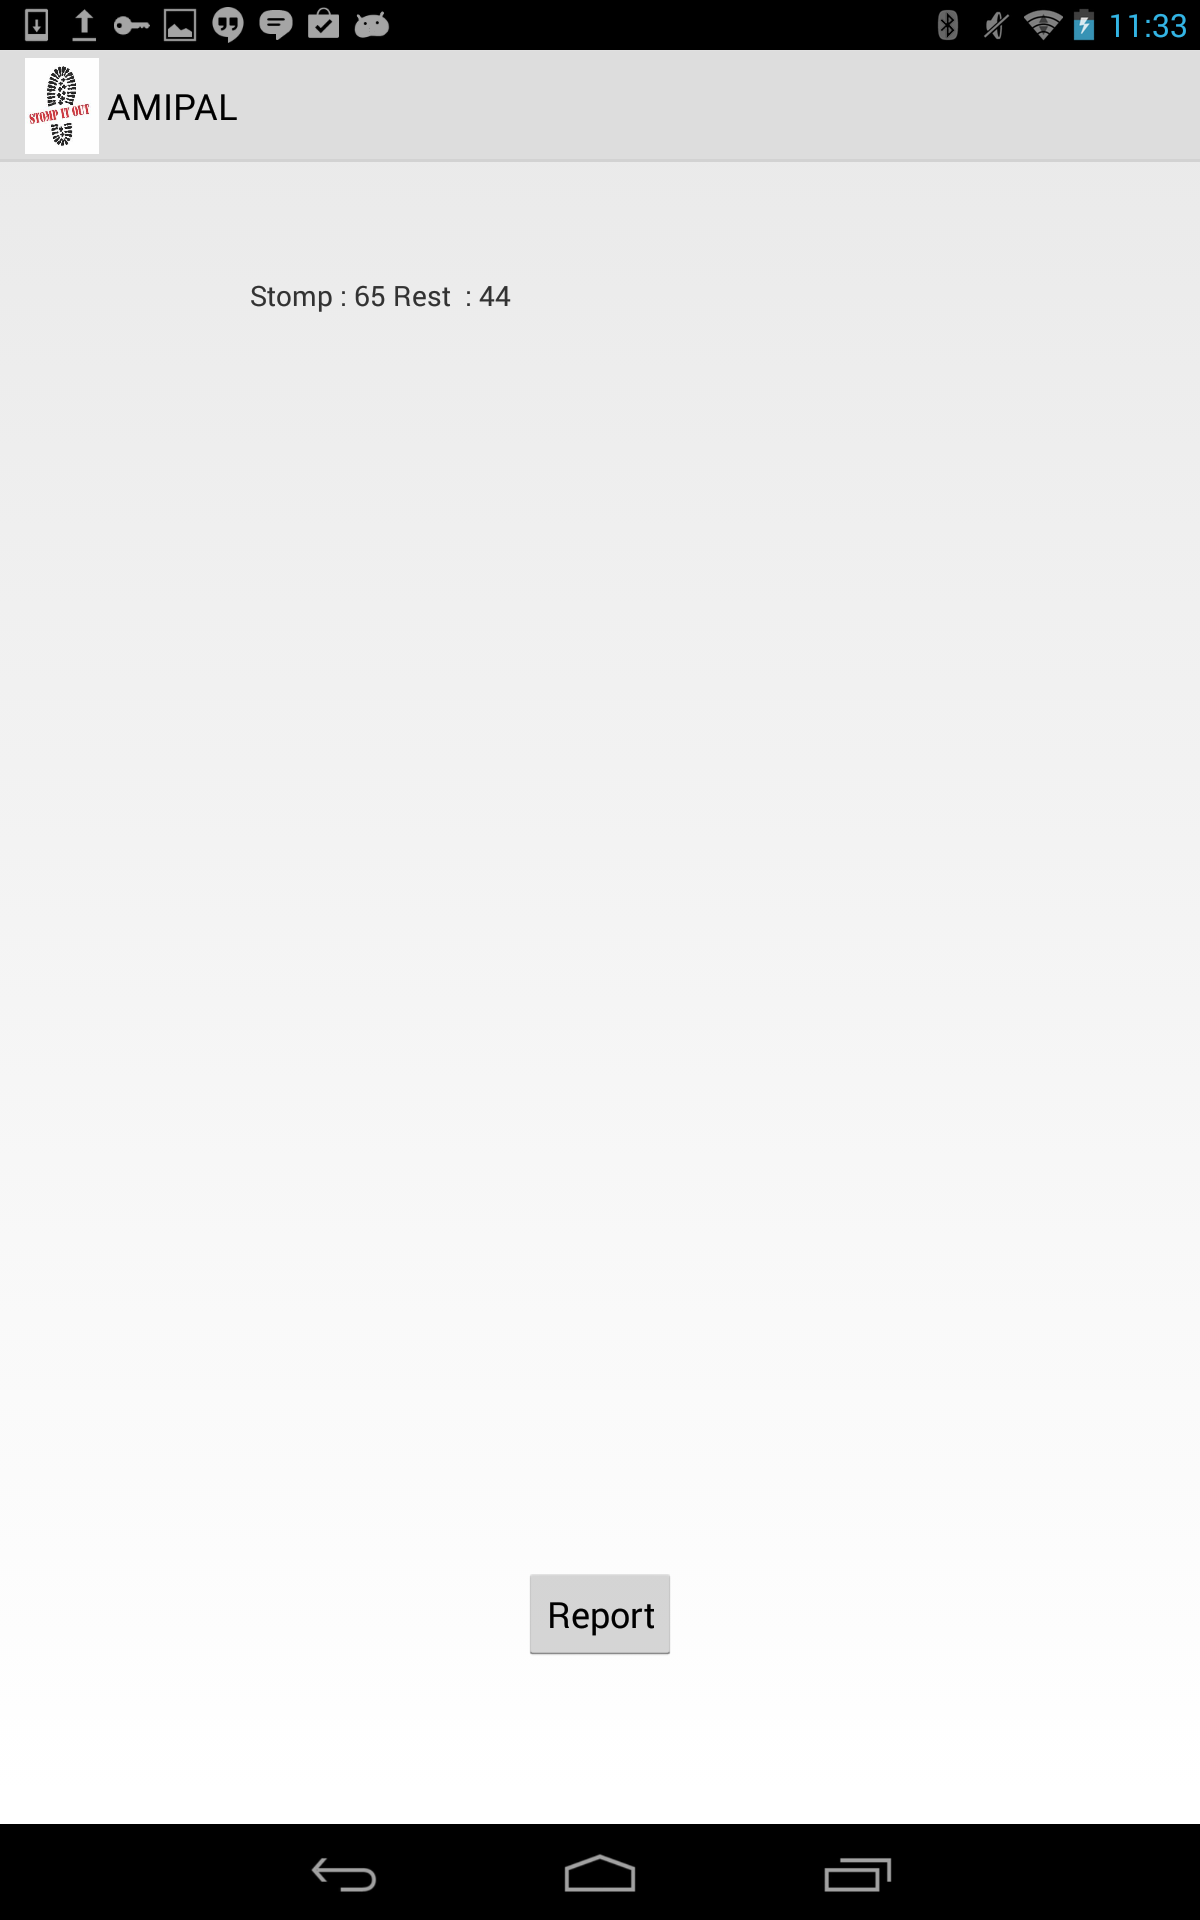 11:33
STOMP IT OUT
AMIPAL
Stomp : 65 Rest  : 44
Report